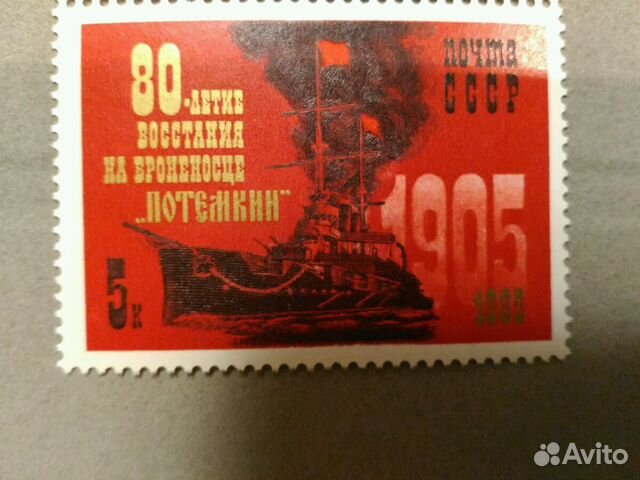 80-летие
восстания
на броненосце
„Потемкин"
почта
СССР
1905
1985
5к
Avito